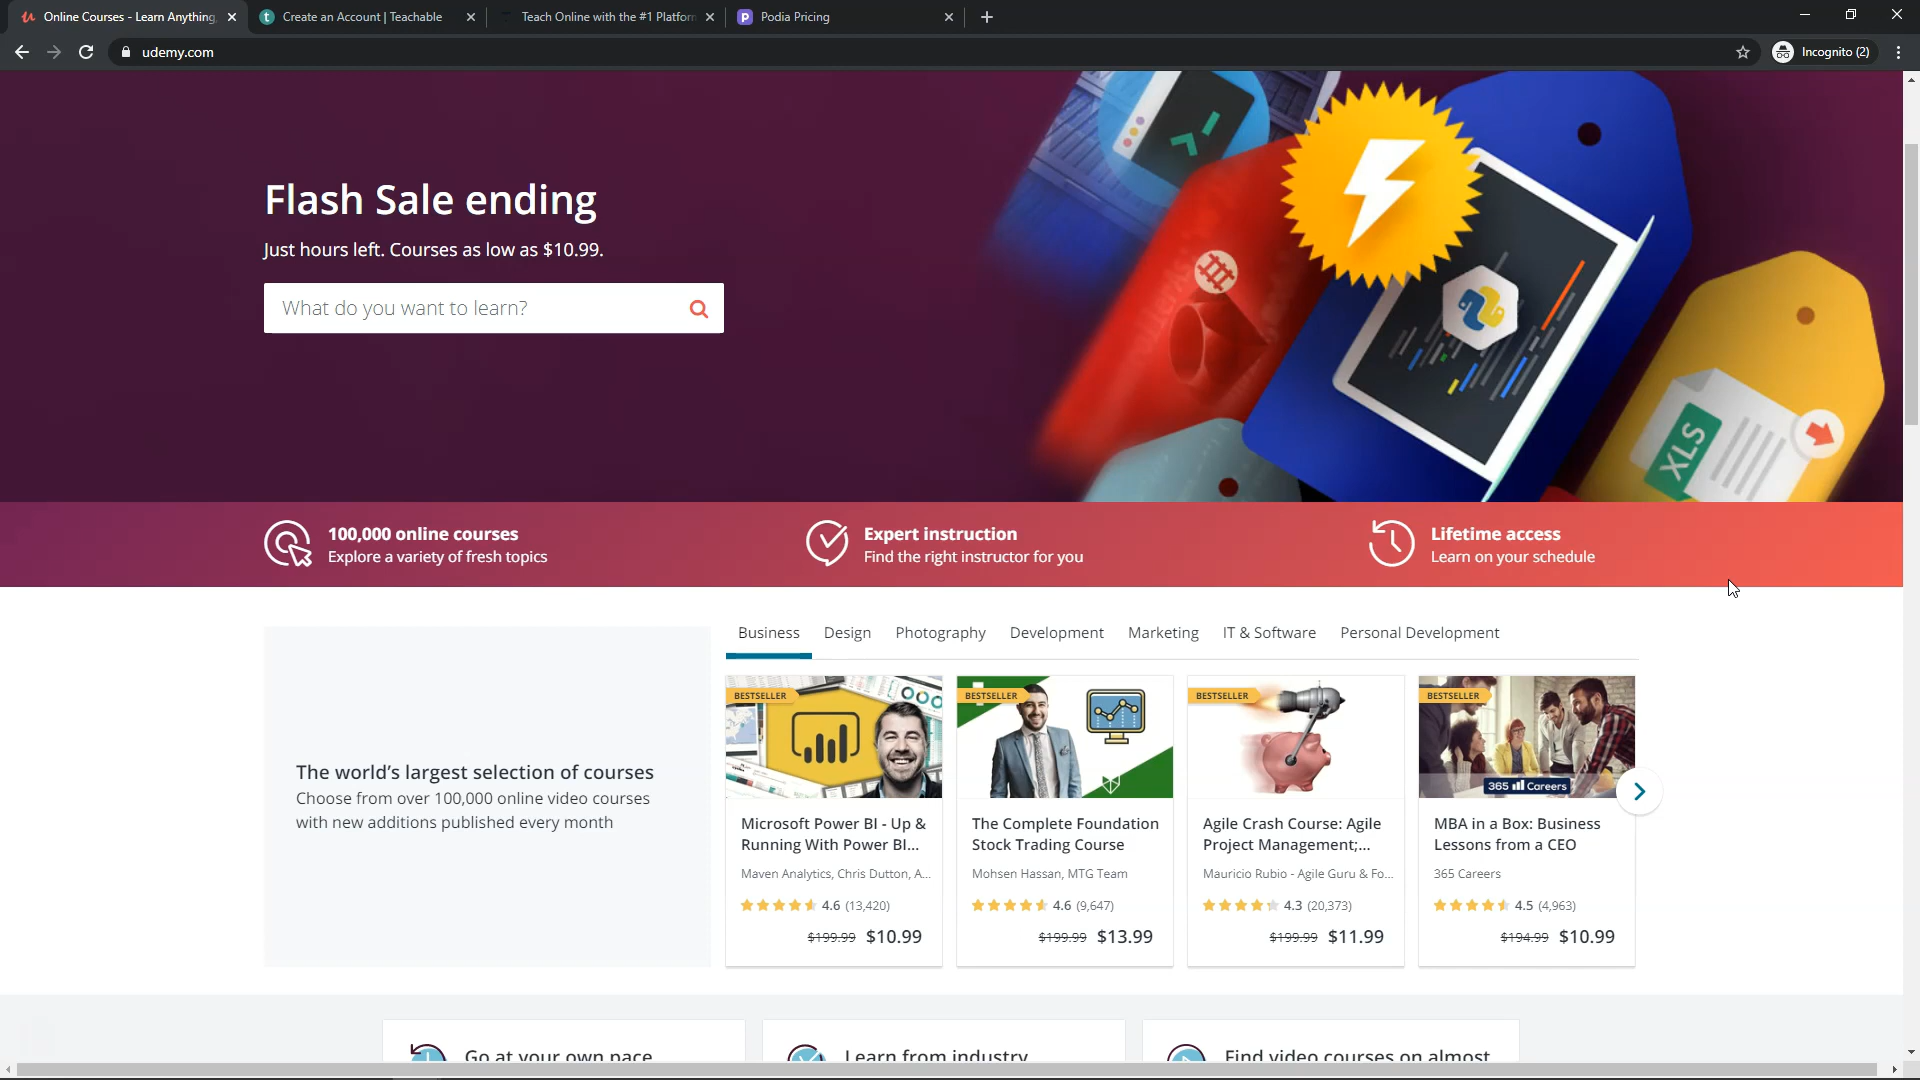 Online Courses - Learn Anything,
Create an Account | Teachable
Teach Online with the #1 Platfor
Podia Pricing
udemy.com
Incognito (2)
Flash Sale ending
Just hours left. Courses as low as $10.99.
What do you want to learn?
XLS
100,000 online courses
Explore a variety of fresh topics
Expert instruction
Find the right instructor for you
Lifetime access
Learn on your schedule
Business Design Photography Development Marketing IT & Software Personal Development
The world's largest selection of courses
Choose from over 100,000 online video courses
with new additions published every month
BESTSELLER
Microsoft Power BI - Up &
Running With Power BI...
Maven Analytics, Chris Dutton, A...
4.6 (13,420)
$199.99 $10.99
BESTSELLER
The Complete Foundation
Stock Trading Course
Mohsen Hassan, MTG Team
4.6 (9,647)
$199.99 $13.99
BESTSELLER
Agile Crash Course: Agile
Project Management;...
Mauricio Rubio - Agile Guru & Fo...
4.3 (20,373)
$199.99 $11.99
BESTSELLER
365 Careers
MBA in a Box: Business
Lessons from a CEO
365 Careers
4.5 (4,963)
$194.99 $10.99
Go at your own pace
Learn from industry
Find video courses on almost